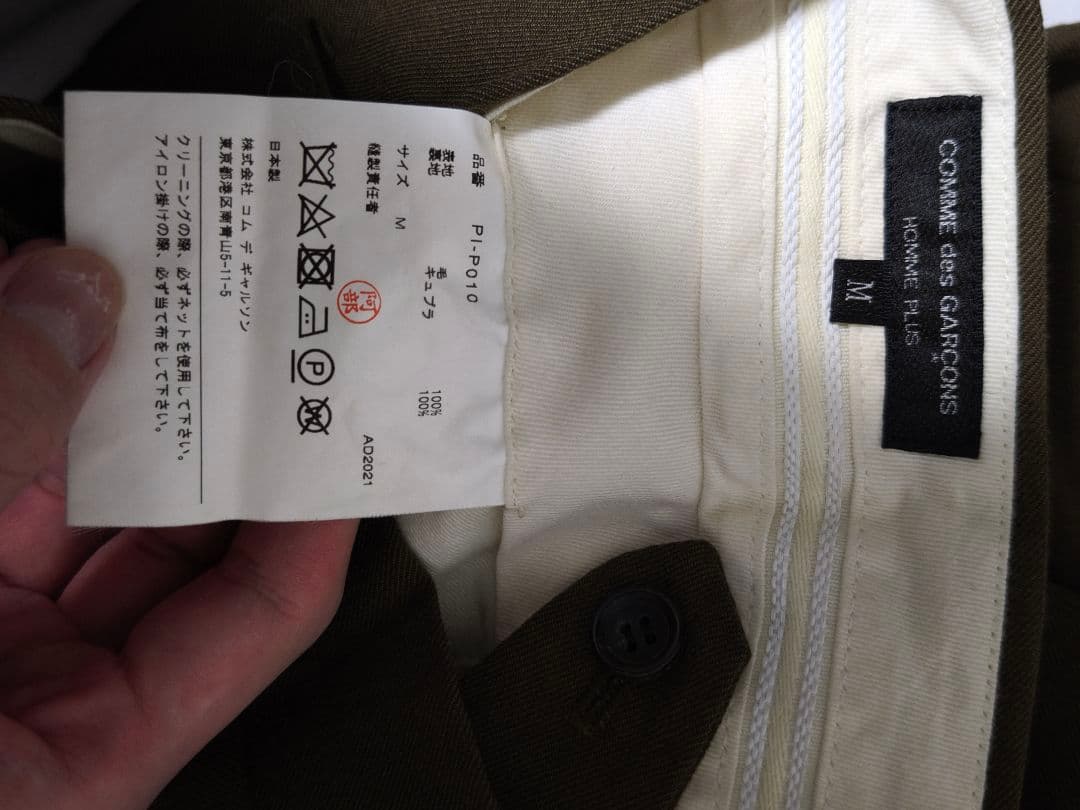 品番 PI-P010
表地 毛 100%
裏地 キュプラ 100%
サイズ M
縫製責任者 阿部
AD2021
P
日本製
株式会社 コム デ ギャルソン
東京都港区南青山5-11-5
クリーニングの際、必ずネットを使用して下さい。
アイロン掛けの際、必ず当て布をして下さい。
COMME des GARÇONS
HOMME PLUS
M